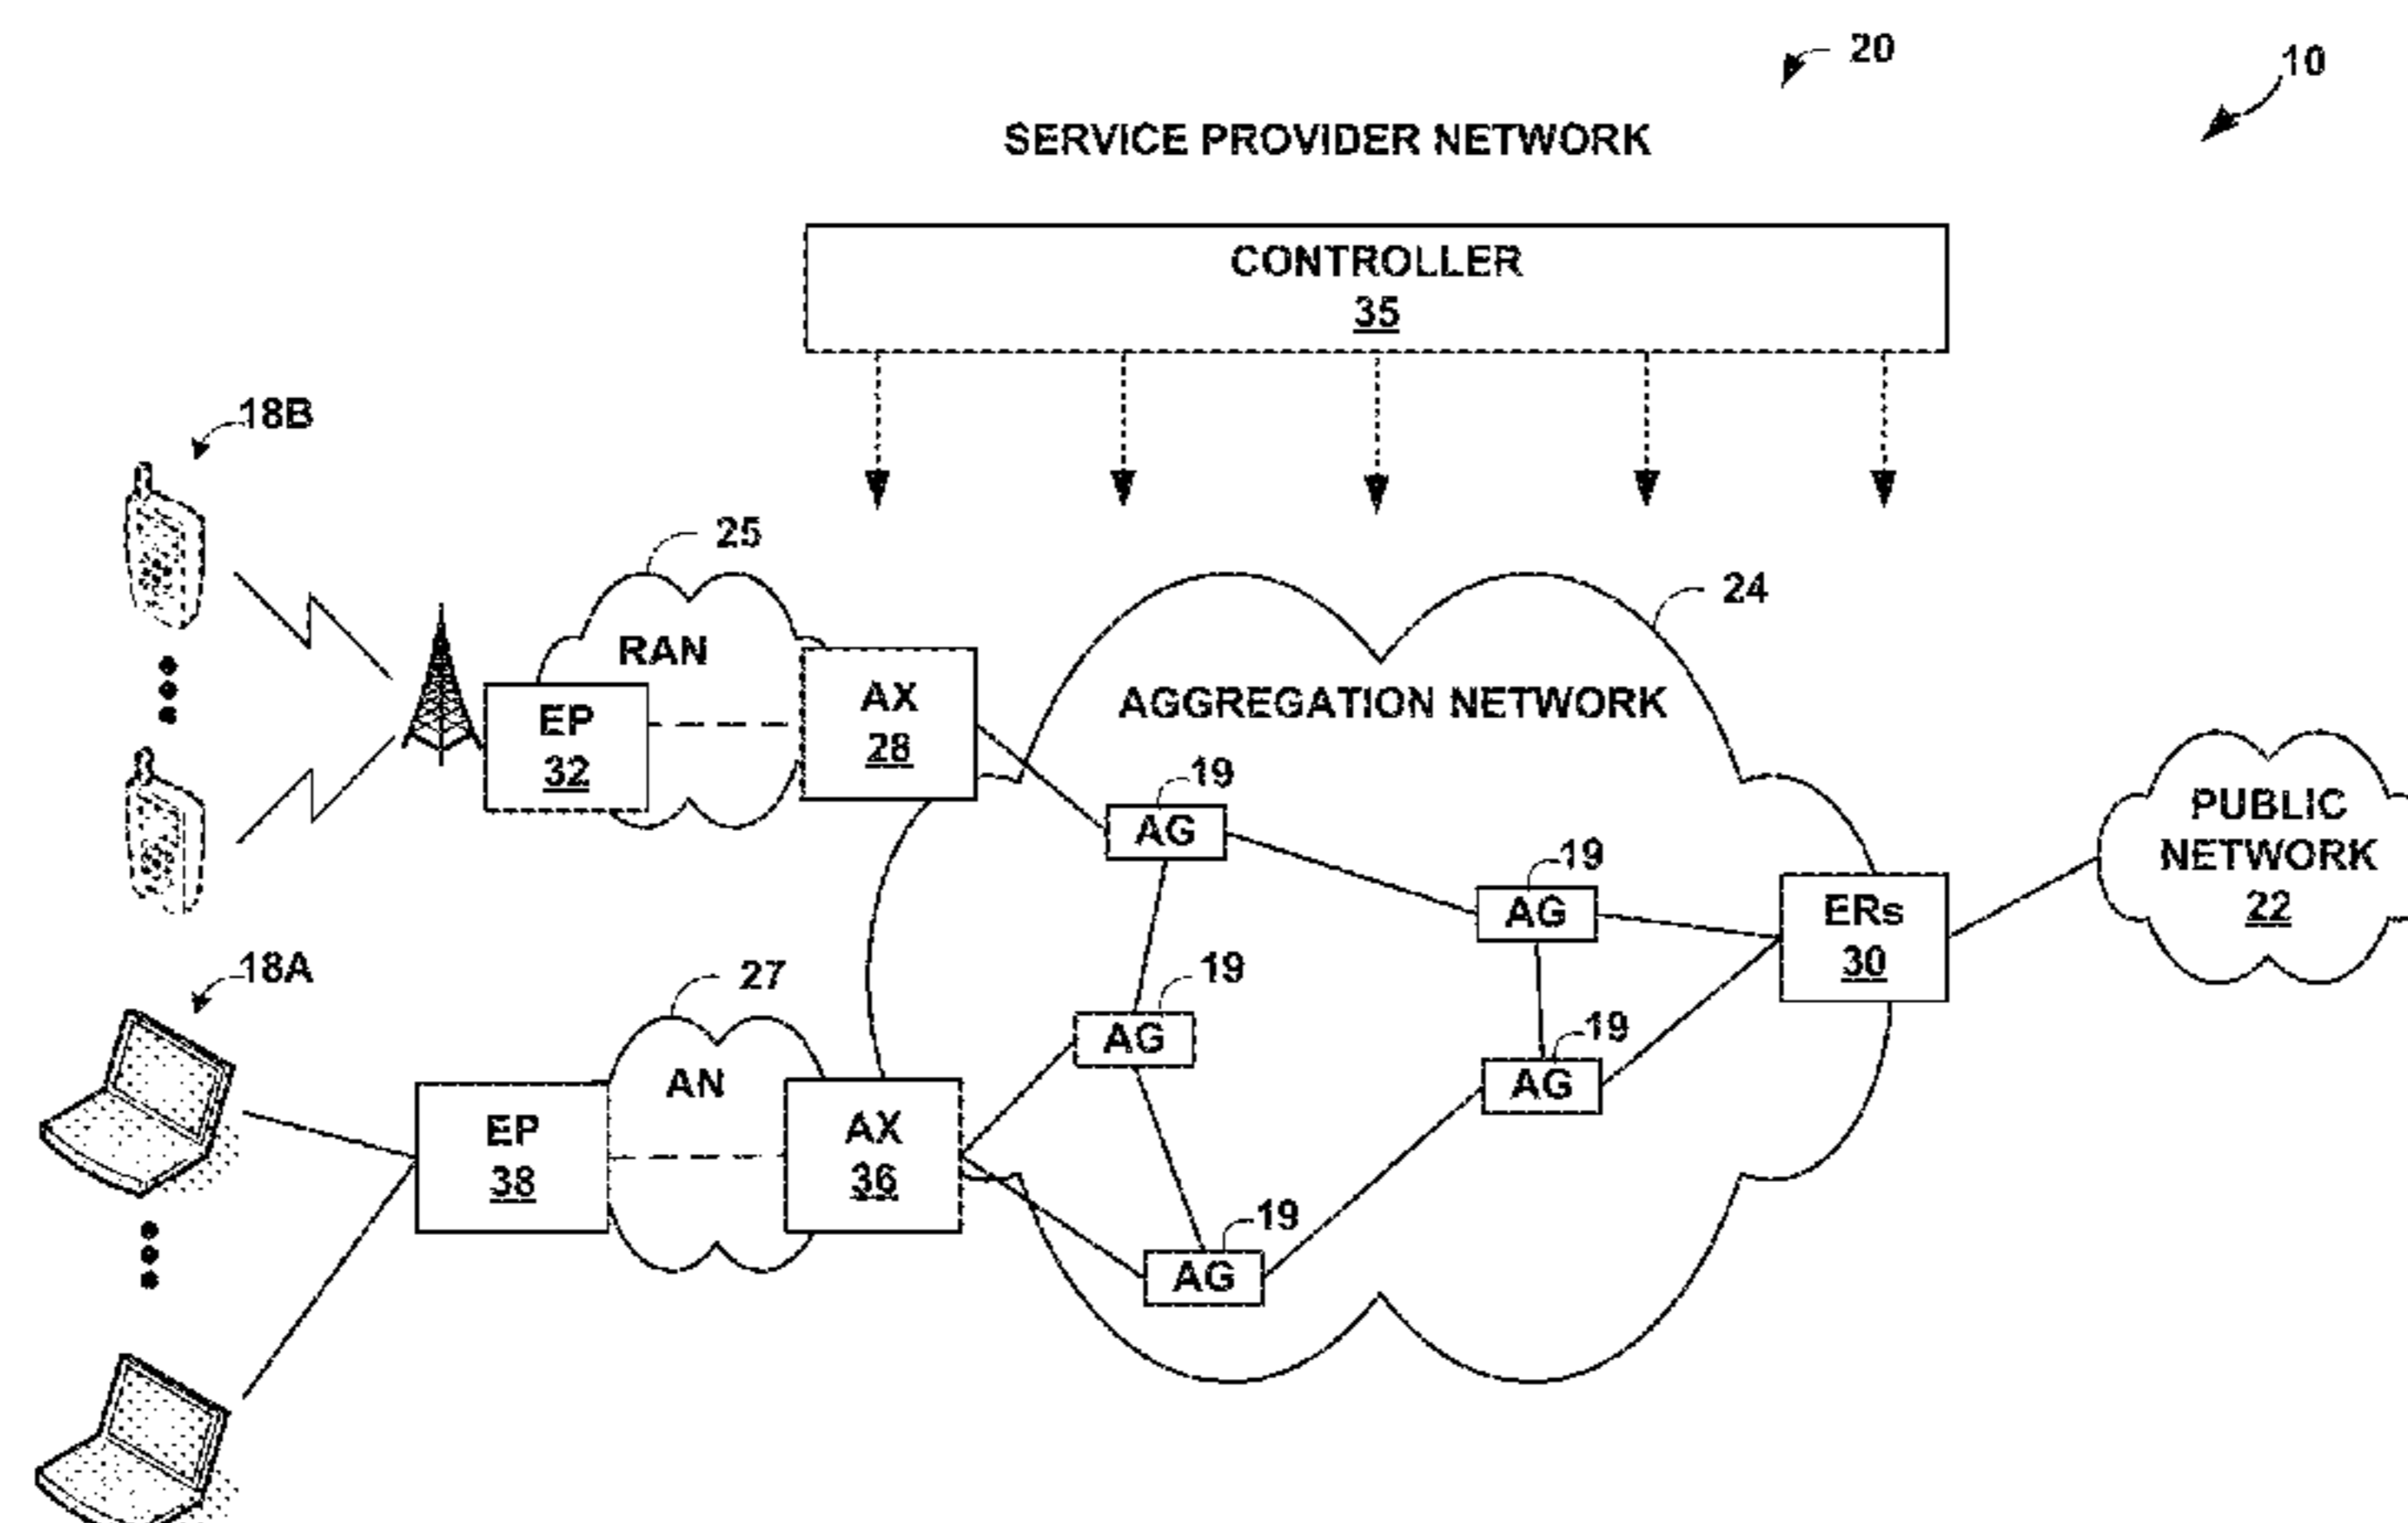 20
10
SERVICE PROVIDER NETWORK
CONTROLLER
35
18B
25
24
RAN
AX
28
EP
32
AGGREGATION NETWORK
19
AG
PUBLIC
NETWORK
22
19
AG
ERs
30
18A
27
19
AG
19
AG
AN
EP
38
AX
36
19
AG